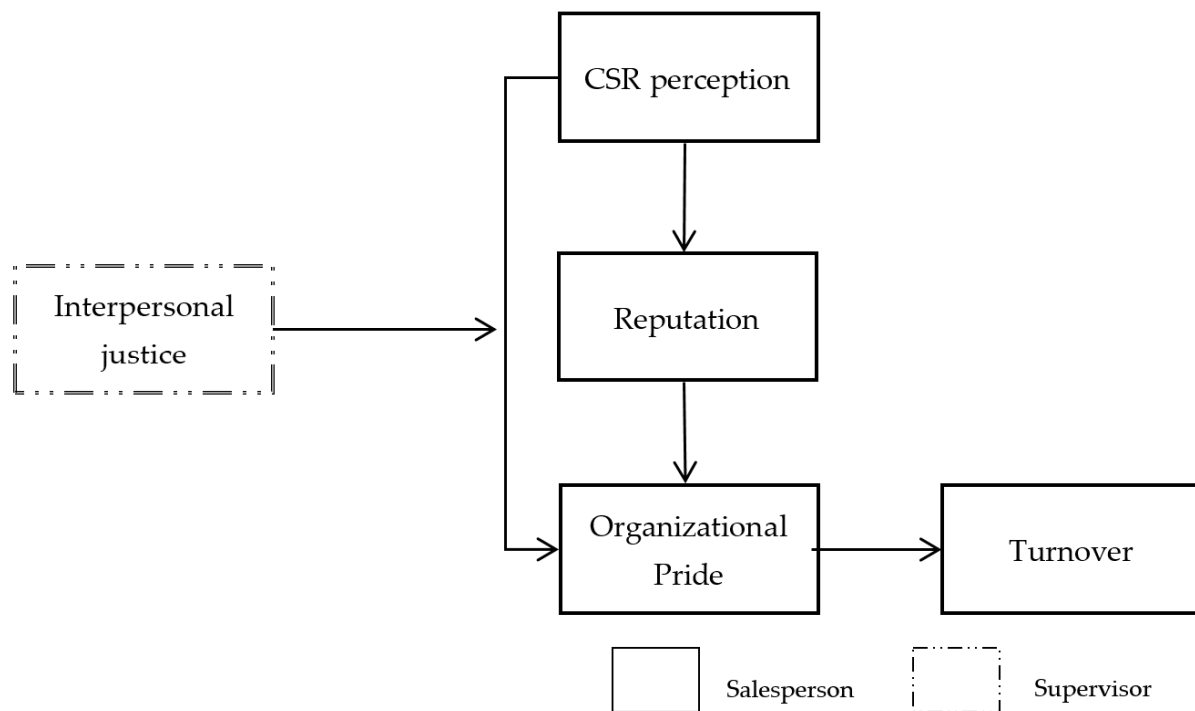 CSR perception
Interpersonal
justice
Reputation
Organizational
Pride
Turnover
Salesperson
Supervisor